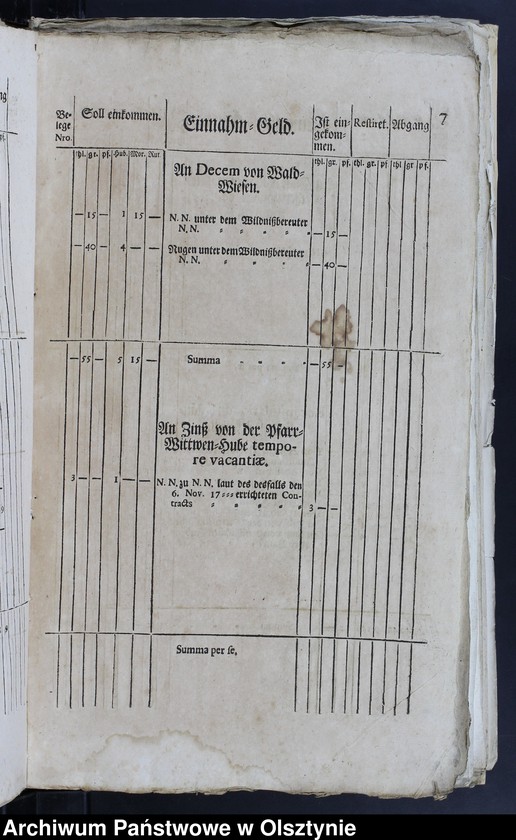 7
Be-
lege
Nro.
Soll einkommen.
Einnahm-Geld.
Ist ein-
gekom-
men.
Restiret.
Abgang
thl. gr. pf. Hub. Mor. Rut
thl. gr. pf. thl. gr. pf. thl. gr pf.
An Decem von Wald-
Wiesen.
— 15 — 1 15 —
N. N. unter dem Wildnißbereuter
N. N. — 15 —
— 40 — 4 — —
Nugen unter dem Wildnißbereuter
N. N. — 40 —
— 55 — 5 15 — Summa — 55 —
An Zinß von der Pfarr-
Wittwen-Hube tempo-
re vacantiæ.
3 — — 1 — — N. N. zu N. N. laut des desfalls den
6. Nov. 17 errichteten Con-
tracts 3 — —
Summa per se.
Archiwum Państwowe w Olsztynie